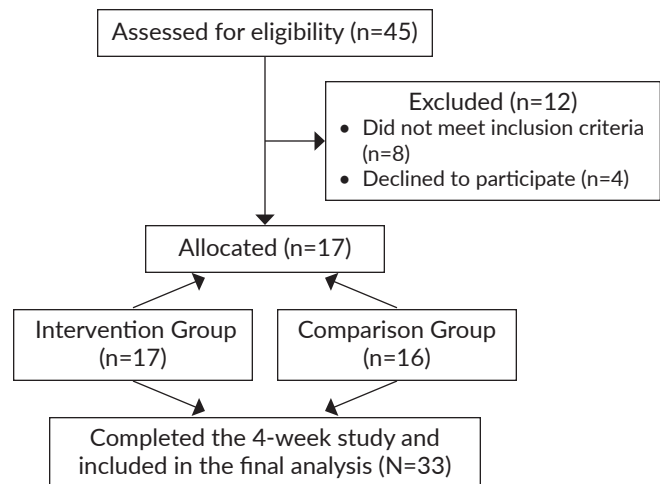 Assessed for eligibility (n=45)
Excluded (n=12)
• Did not meet inclusion criteria
(n=8)
• Declined to participate (n=4)
Allocated (n=17)
Intervention Group
(n=17)
Comparison Group
(n=16)
Completed the 4-week study and
included in the final analysis (N=33)